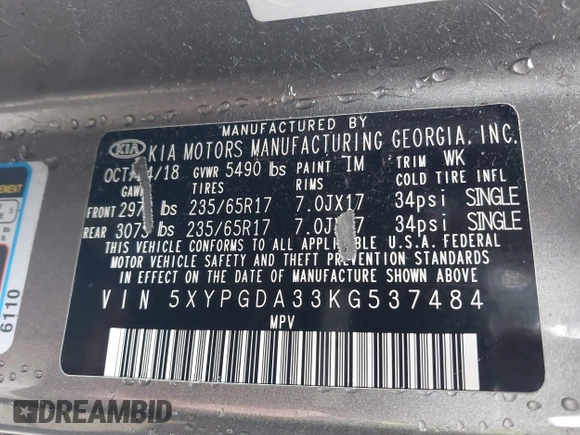 MANUFACTURED BY
KIA KIA MOTORS MANUFACTURING GEORGIA, INC.
4/18 GVWR 5490 lbs PAINT TRIM WK
TIRES RIMS COLD TIRE INFL
FRONT lbs 235/65R17 7.0JX17 34psi SINGLE
REAR lbs 235/65R17 34psi SINGLE
THIS VEHICLE CONFORMS TO ALL APPLICABLE U.S.A. FEDERAL
MOTOR VEHICLE SAFETY AND THEFT PREVENTION STANDARDS
IN EFFECT ON THE DATE OF MANUFACTURE SHOWN ABOVE.
VIN 5XYPGDA33KG537484
MPV
6110
DREAMBID